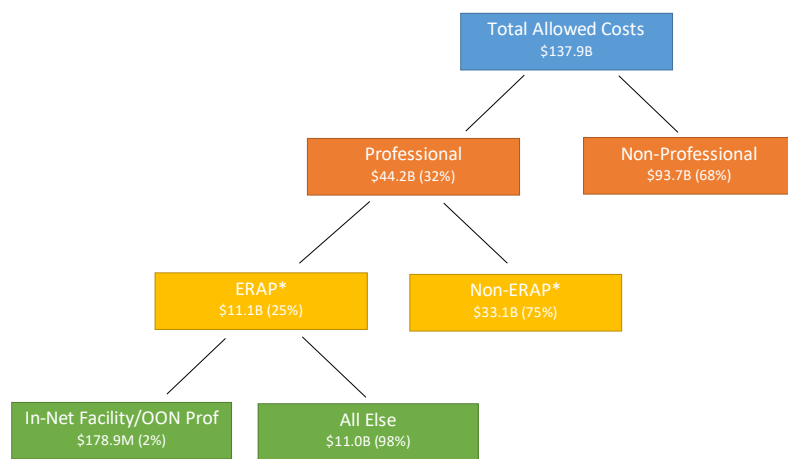 Total Allowed Costs
$137.9B
Professional
$44.2B (32%)
Non-Professional
$93.7B (68%)
ERAP*
$11.1B (25%)
Non-ERAP*
$33.1B (75%)
In-Net Facility/OON Prof
$178.9M (2%)
All Else
$11.0B (98%)